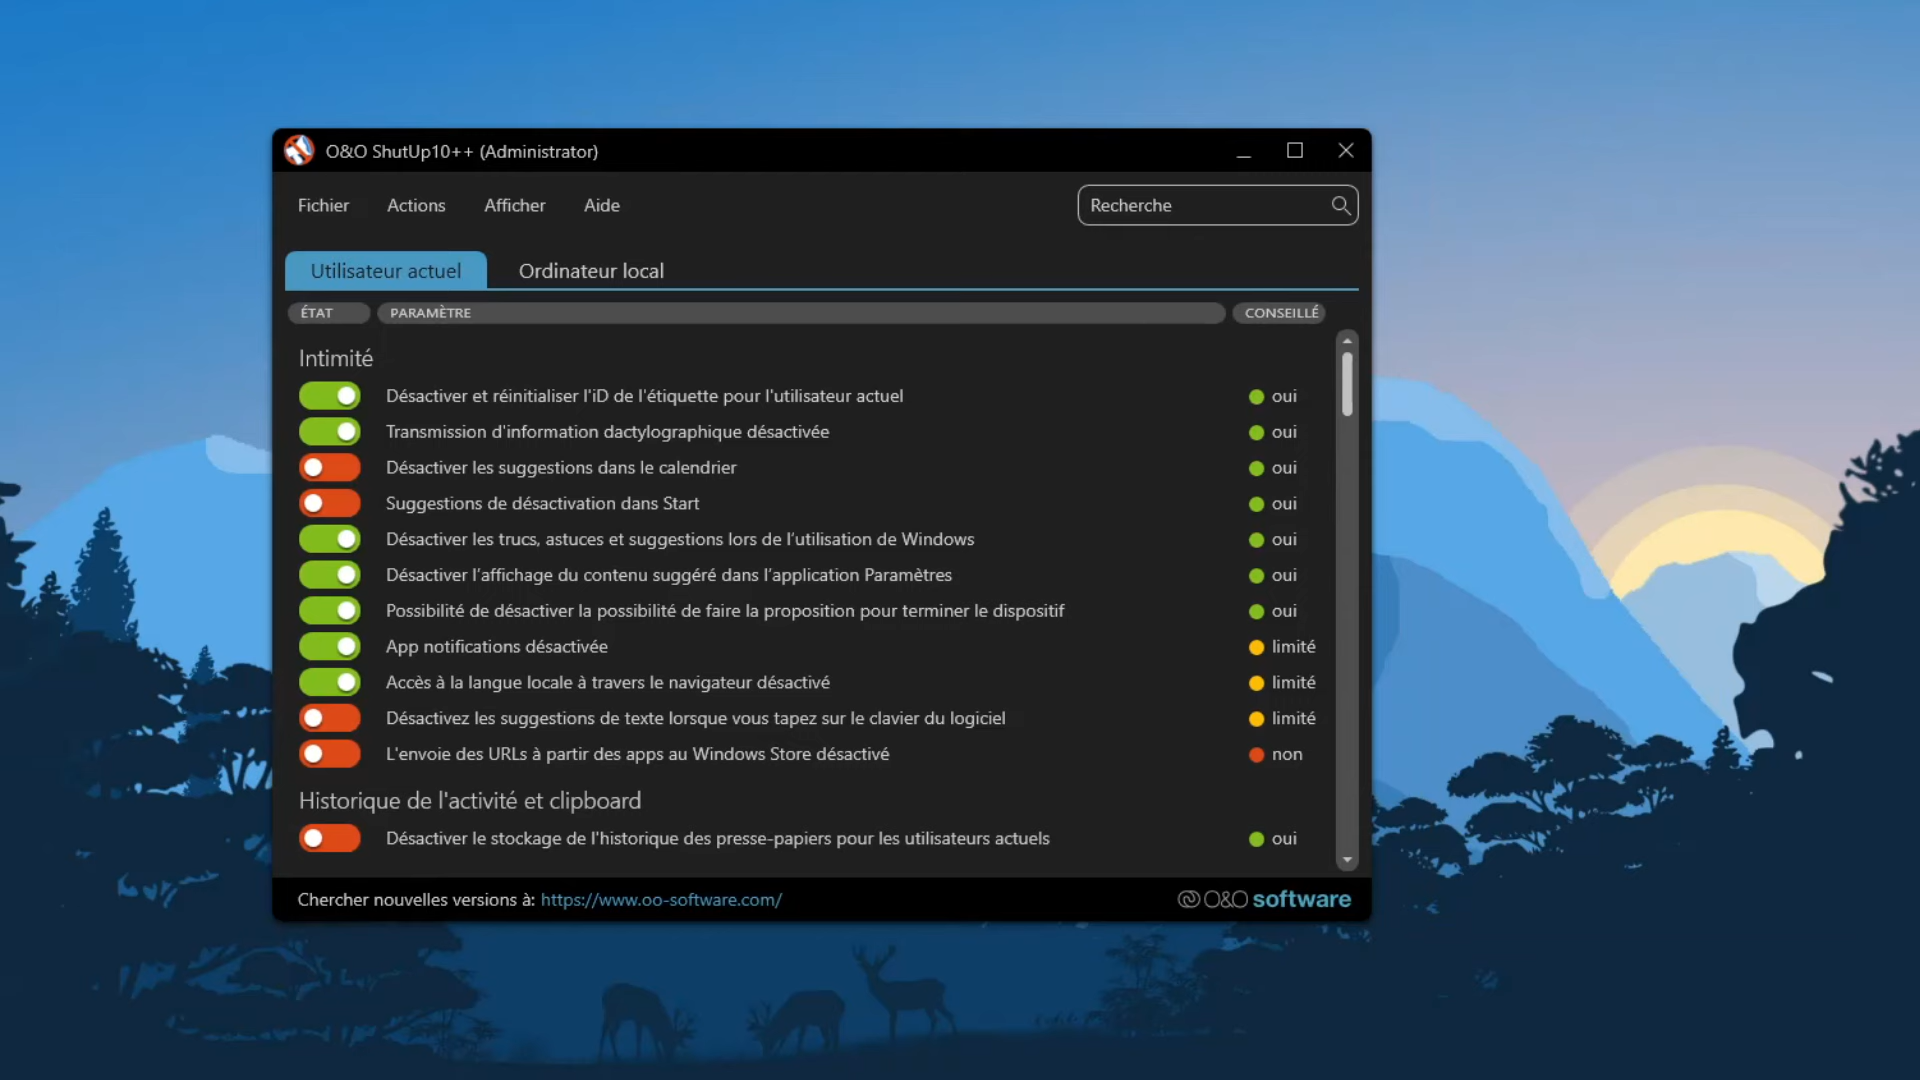 O&O ShutUp10++ (Administrator)
Fichier Actions Afficher Aide Recherche
Utilisateur actuel Ordinateur local
ÉTAT PARAMÈTRE CONSEILLÉ
Intimité
Désactiver et réinitialiser l'iD de l'étiquette pour l'utilisateur actuel oui
Transmission d'information dactylographique désactivée oui
Désactiver les suggestions dans le calendrier oui
Suggestions de désactivation dans Start oui
Désactiver les trucs, astuces et suggestions lors de l’utilisation de Windows oui
Désactiver l’affichage du contenu suggéré dans l’application Paramètres oui
Possibilité de désactiver la possibilité de faire la proposition pour terminer le dispositif oui
App notifications désactivée limité
Accès à la langue locale à travers le navigateur désactivé limité
Désactivez les suggestions de texte lorsque vous tapez sur le clavier du logiciel limité
L'envoie des URLs à partir des apps au Windows Store désactivé non
Historique de l'activité et clipboard
Désactiver le stockage de l'historique des presse-papiers pour les utilisateurs actuels oui
Chercher nouvelles versions à: https://www.oo-software.com/ O&O software